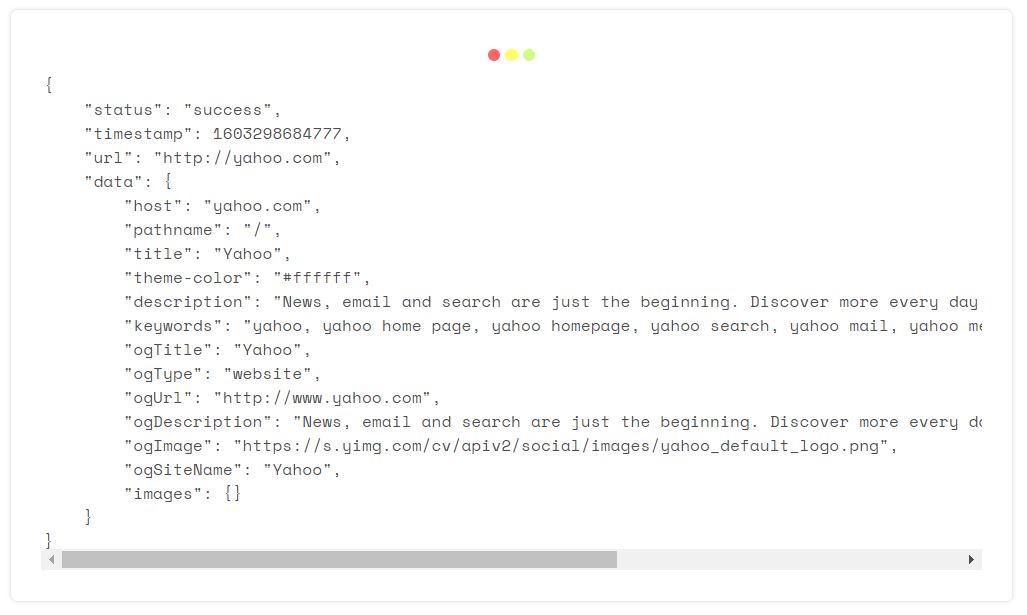 {
    "status": "success",
    "timestamp": 1603298684777,
    "url": "http://yahoo.com",
    "data": {
        "host": "yahoo.com",
        "pathname": "/",
        "title": "Yahoo",
        "theme-color": "#ffffff",
        "description": "News, email and search are just the beginning. Discover more every day
        "keywords": "yahoo, yahoo home page, yahoo homepage, yahoo search, yahoo mail, yahoo
        "ogTitle": "Yahoo",
        "ogType": "website",
        "ogUrl": "http://www.yahoo.com",
        "ogDescription": "News, email and search are just the beginning. Discover more every
        "ogImage": "https://s.yimg.com/cv/apiv2/social/images/yahoo_default_logo.png",
        "ogSiteName": "Yahoo",
        "images": {}
    }
}